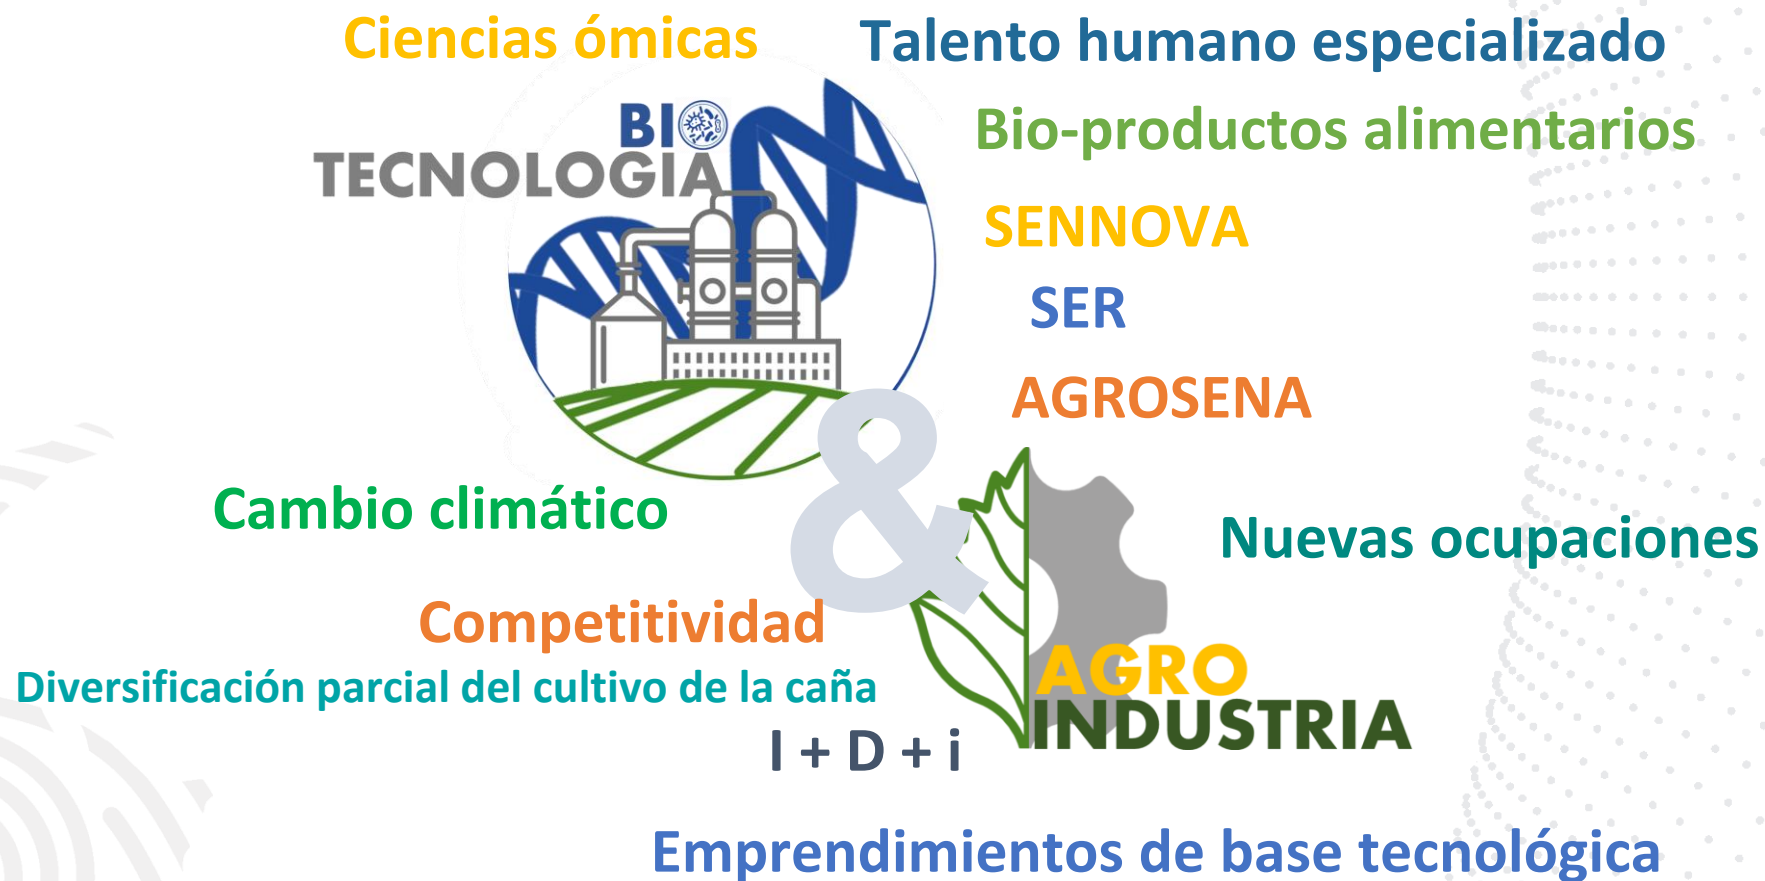 Ciencias ómicas
Talento humano especializado
BIO
TECNOLOGÍA
Bio-productos alimentarios
SENNOVA
SER
AGROSENA
&
Cambio climático
Nuevas ocupaciones
Competitividad
AGRO
INDUSTRIA
Diversificación parcial del cultivo de la caña
I + D + i
Emprendimientos de base tecnológica